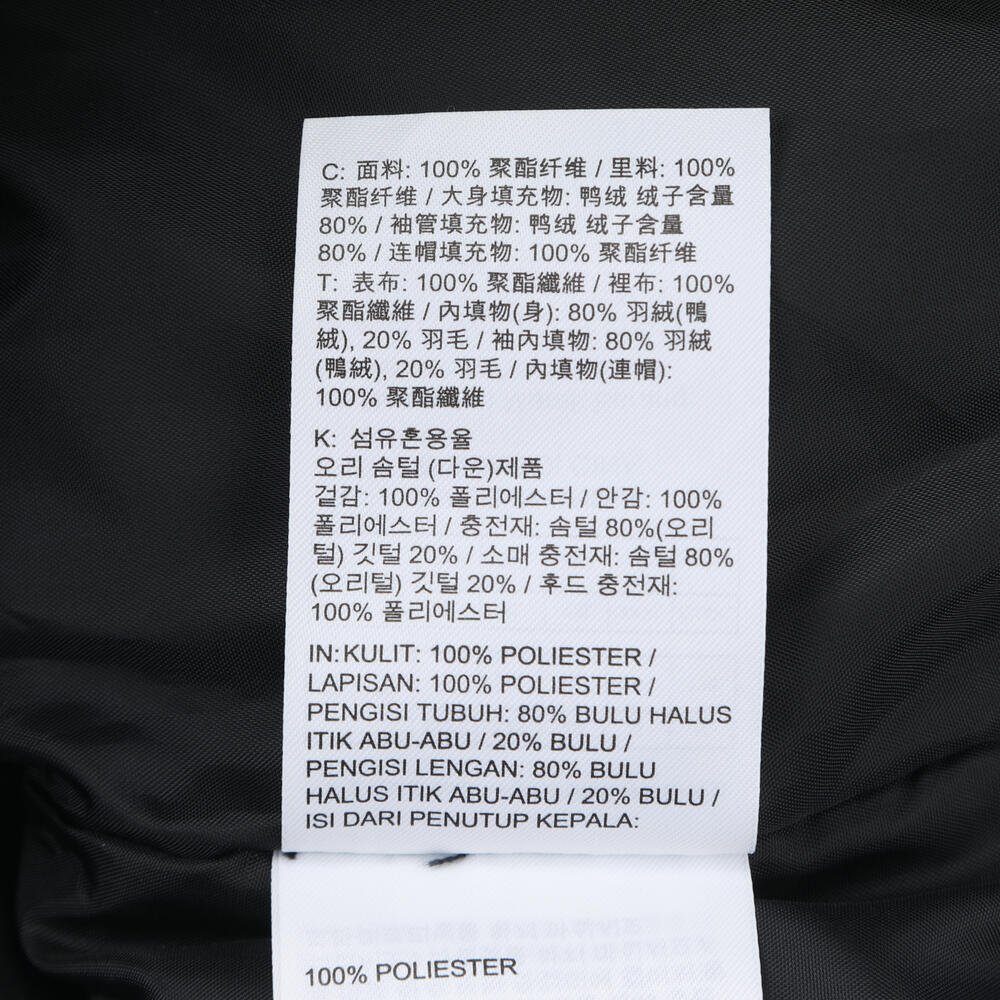 C: 面料: 100% 聚酯纤维 / 里料: 100%
聚酯纤维 / 大身填充物: 鸭绒 绒子含量
80% / 袖管填充物: 鸭绒 绒子含量
80% / 连帽填充物: 100% 聚酯纤维
T: 表布: 100% 聚酯纖維 / 裡布: 100%
聚酯纖維 / 內填物(身): 80% 羽絨(鴨
絨), 20% 羽毛 / 袖內填物: 80% 羽絨
(鴨絨), 20% 羽毛 / 內填物(連帽):
100% 聚酯纖維
K: 섬유혼용율
오리 솜털 (다운)제품
겉감: 100% 폴리에스터 / 안감: 100%
폴리에스터 / 충전재: 솜털 80%(오리
털) 깃털 20% / 소매 충전재: 솜털 80%
(오리털) 깃털 20% / 후드 충전재:
100% 폴리에스터
IN: KULIT: 100% POLIESTER /
LAPISAN: 100% POLIESTER /
PENGISI TUBUH: 80% BULU HALUS
ITIK ABU-ABU / 20% BULU /
PENGISI LENGAN: 80% BULU
HALUS ITIK ABU-ABU / 20% BULU /
ISI DARI PENUTUP KEPALA:
100% POLIESTER